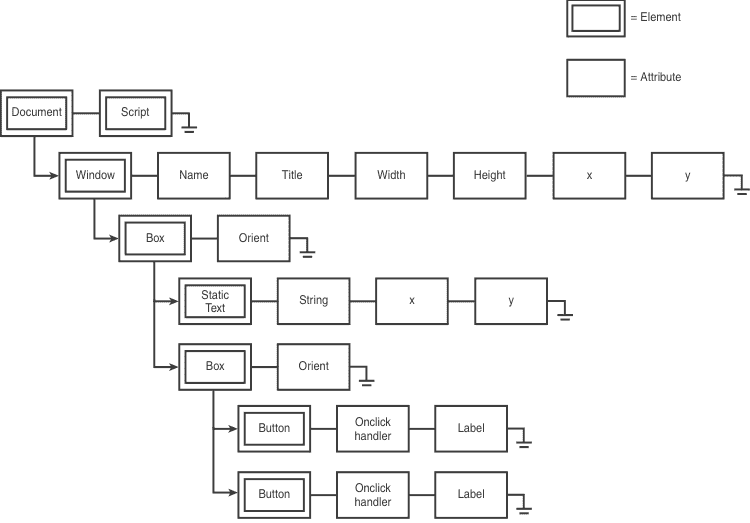 = Element
= Attribute
Document Script
Window Name Title Width Height x y
Box Orient
Static
Text
String x y
Box Orient
Button Onclick
handler
Label
Button Onclick
handler
Label